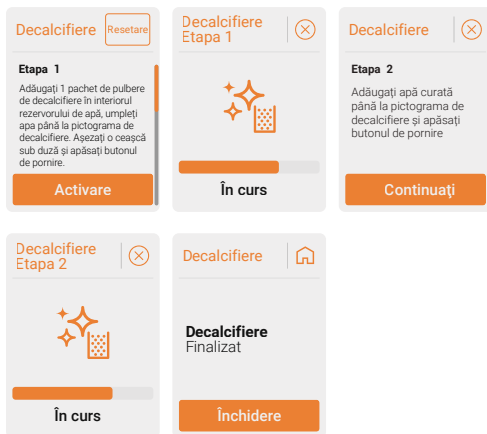 Decalcifiere
Resetare
Etapa 1
Adăugați 1 pachet de pulbere
de decalcifiere în interiorul
rezervorului de apă, umpleți
apa până la pictograma de
decalcifiere. Așezați o ceașcă
sub duză și apăsați butonul
de pornire.
Activare
Decalcifiere
Etapa 1
În curs
Decalcifiere
Etapa 2
Adăugați apă curată
până la pictograma de
decalcifiere și apăsați
butonul de pornire
Continuați
Decalcifiere
Etapa 2
În curs
Decalcifiere
Decalcifiere
Finalizat
Închidere